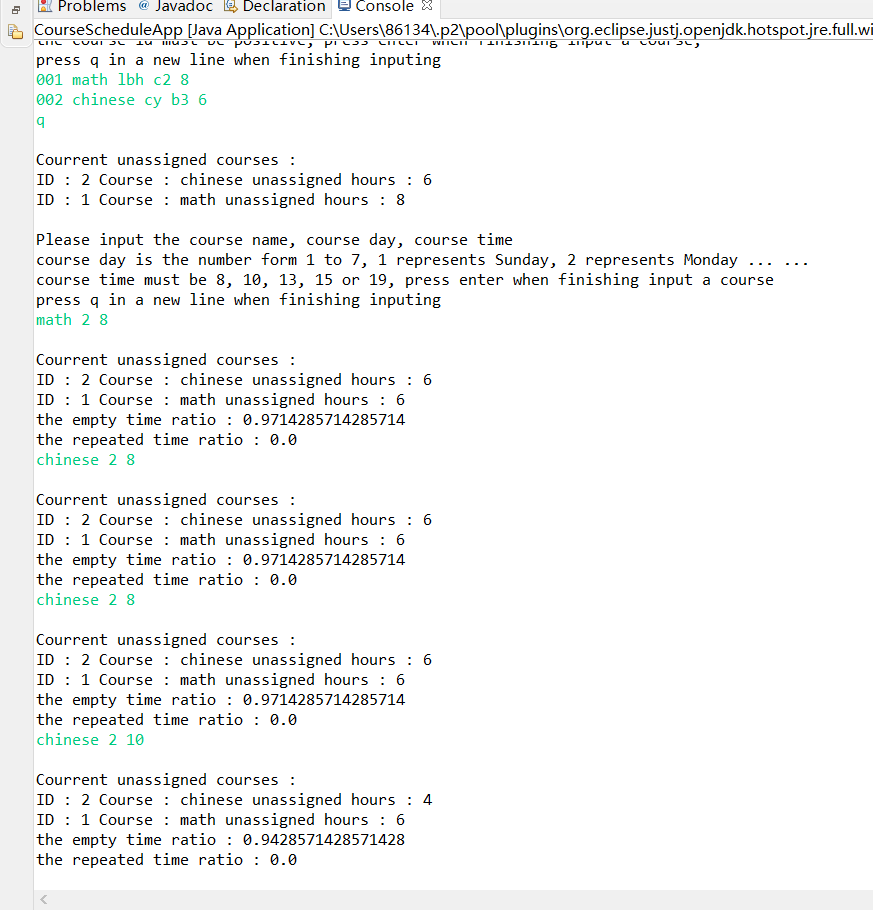 Problems @ Javadoc Declaration Console
CourseScheduleApp [Java Application] C:\Users\86134\.p2\pool\plugins\org.eclipse.justj.openjdk.hotspot.jre.full.wi
the course id must be positive, press enter when finishing input a course,
press q in a new line when finishing inputing
001 math lbh c2 8
002 chinese cy b3 6
q
Courrent unassigned courses :
ID : 2 Course : chinese unassigned hours : 6
ID : 1 Course : math unassigned hours : 8
Please input the course name, course day, course time
course day is the number form 1 to 7, 1 represents Sunday, 2 represents Monday ... ...
course time must be 8, 10, 13, 15 or 19, press enter when finishing input a course
press q in a new line when finishing inputing
math 2 8
Courrent unassigned courses :
ID : 2 Course : chinese unassigned hours : 6
ID : 1 Course : math unassigned hours : 6
the empty time ratio : 0.9714285714285714
the repeated time ratio : 0.0
chinese 2 8
Courrent unassigned courses :
ID : 2 Course : chinese unassigned hours : 6
ID : 1 Course : math unassigned hours : 6
the empty time ratio : 0.9714285714285714
the repeated time ratio : 0.0
chinese 2 8
Courrent unassigned courses :
ID : 2 Course : chinese unassigned hours : 6
ID : 1 Course : math unassigned hours : 6
the empty time ratio : 0.9714285714285714
the repeated time ratio : 0.0
chinese 2 10
Courrent unassigned courses :
ID : 2 Course : chinese unassigned hours : 4
ID : 1 Course : math unassigned hours : 6
the empty time ratio : 0.9428571428571428
the repeated time ratio : 0.0